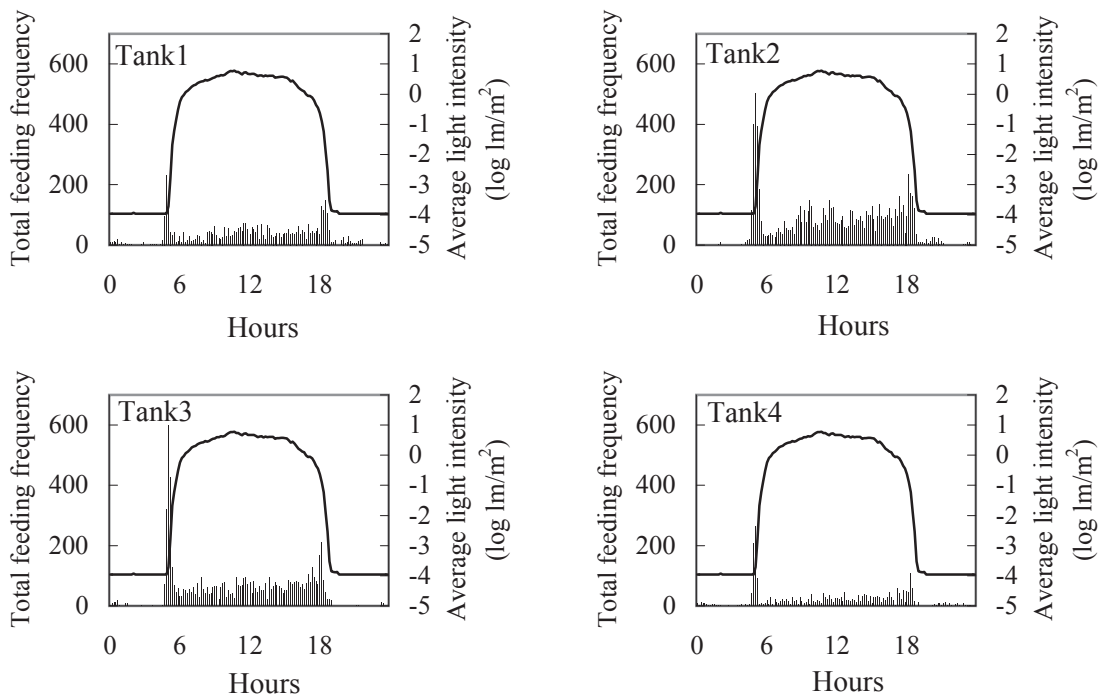 Tank1
Total feeding frequency
600
400
200
0
2
1
0
-1
-2
-3
-4
-5
Average light intensity
(log lm/m²)
0 6 12 18
Hours
Tank2
Total feeding frequency
600
400
200
0
2
1
0
-1
-2
-3
-4
-5
Average light intensity
(log lm/m²)
0 6 12 18
Hours
Tank3
Total feeding frequency
600
400
200
0
2
1
0
-1
-2
-3
-4
-5
Average light intensity
(log lm/m²)
0 6 12 18
Hours
Tank4
Total feeding frequency
600
400
200
0
2
1
0
-1
-2
-3
-4
-5
Average light intensity
(log lm/m²)
0 6 12 18
Hours